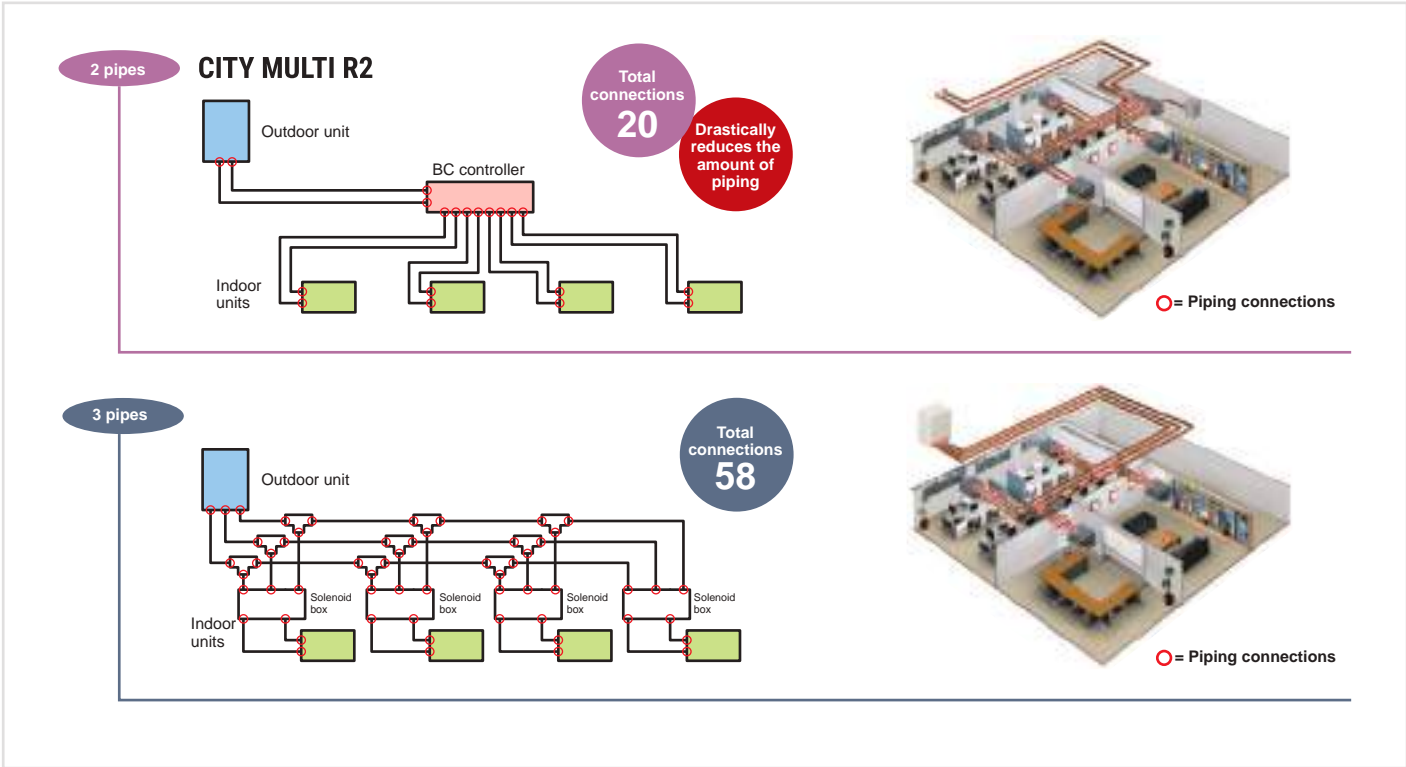 2 pipes
CITY MULTI R2
Total
connections
20
Drastically
reduces the
amount of
piping
Outdoor unit
BC controller
Indoor
units
= Piping connections
3 pipes
Total
connections
58
Outdoor unit
Solenoid
box
Solenoid
box
Solenoid
box
Solenoid
box
Indoor
units
= Piping connections